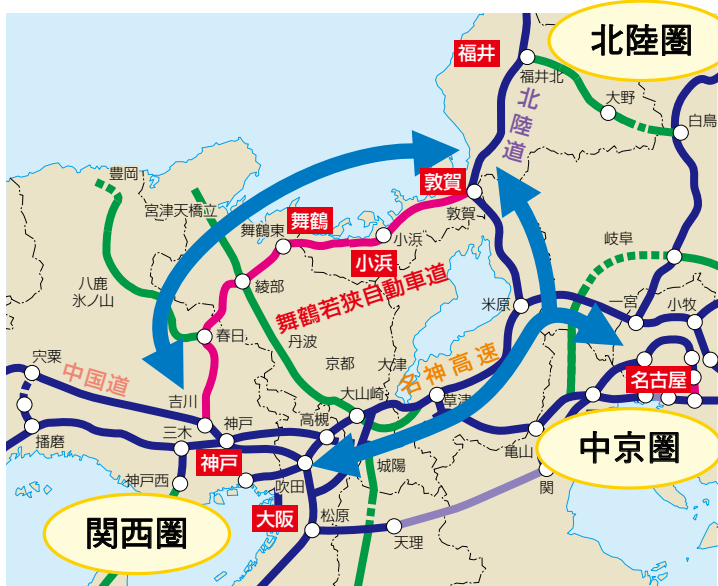 北陸圏
福井
福井北
大野
白鳥
北陸道
豊岡
宮津天橋立
敦賀
敦賀
舞鶴
舞鶴東
小浜
小浜
岐阜
綾部
八鹿
氷ノ山
舞鶴若狭自動車道
米原
一宮
小牧
春日
丹波
京都
大津
名神高速
穴粟
中国道
吉川
大山崎
草津
名古屋
播磨
三木
神戸
高槻
亀山
中京圏
神戸
神戸西
吹田
城陽
関
関西圏
大阪
松原
天理